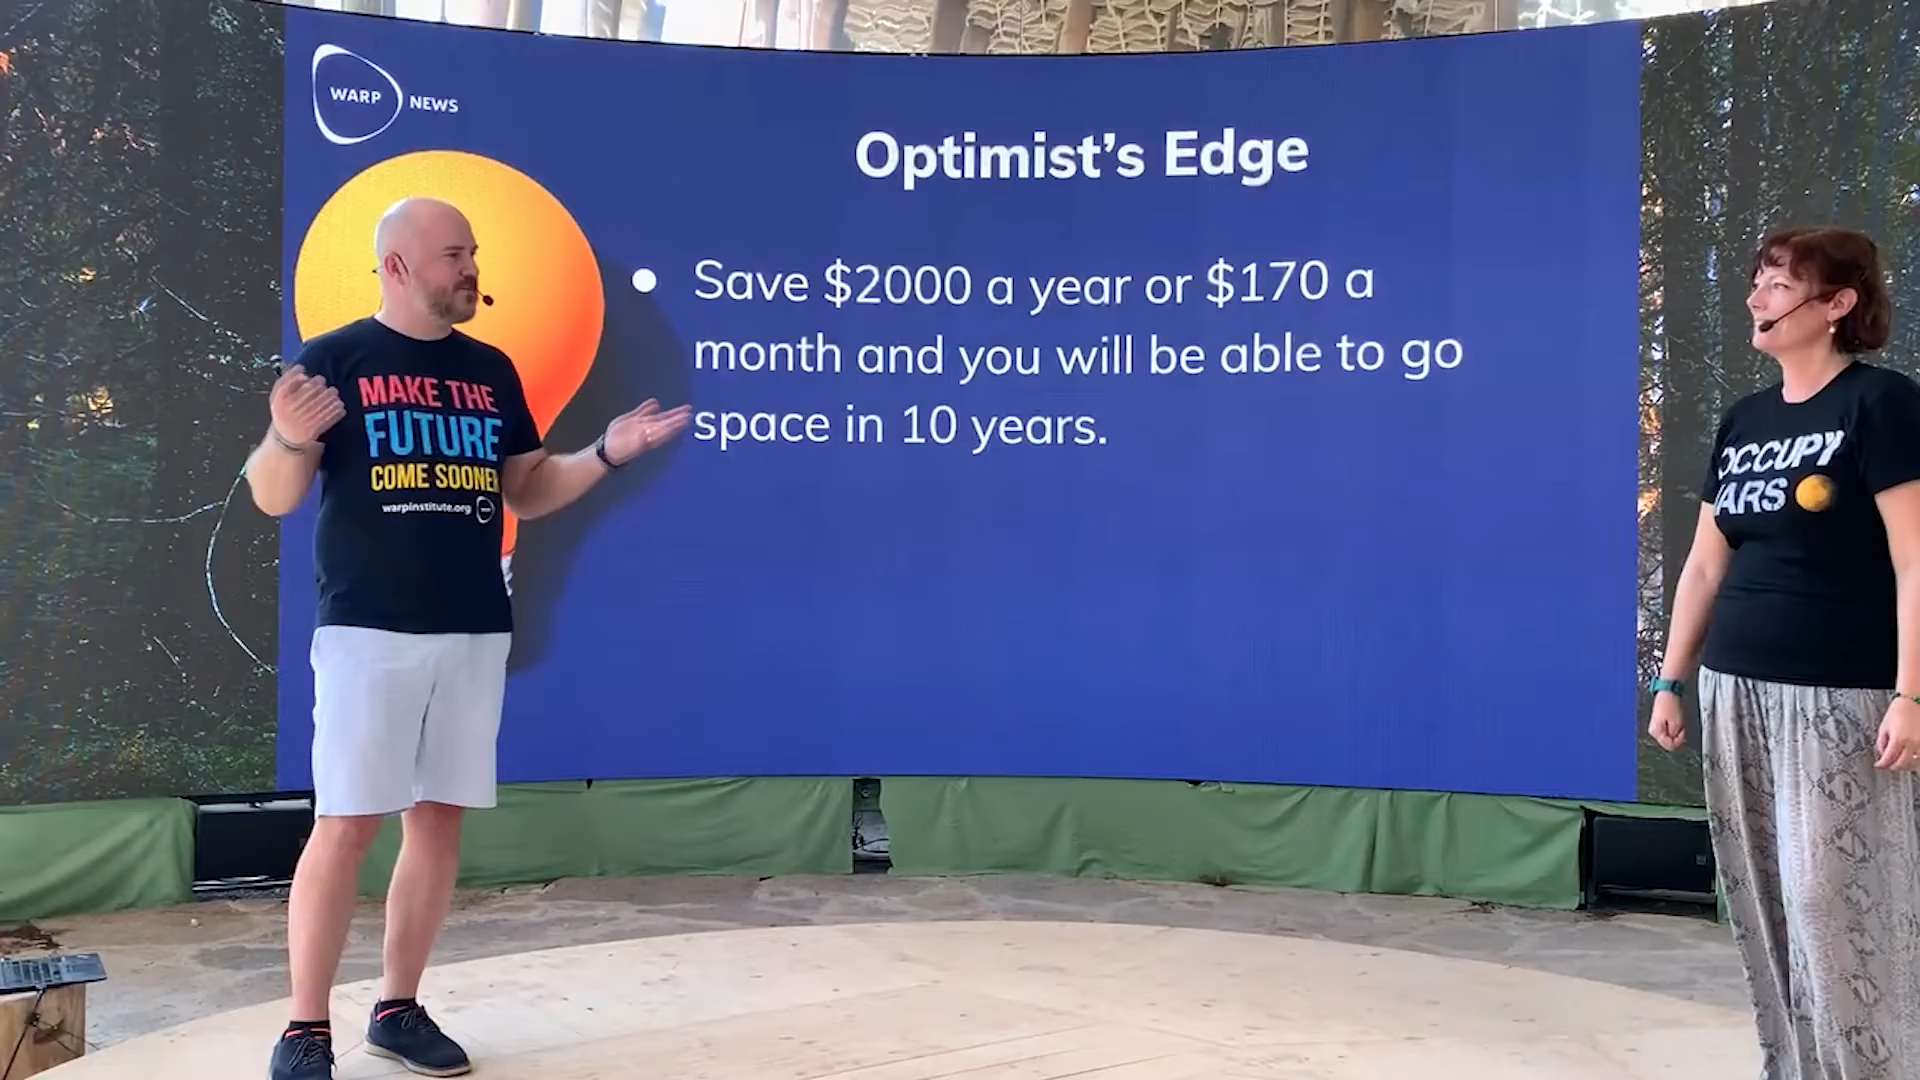 WARP NEWS
Optimist’s Edge
Save $2000 a year or $170 a
month and you will be able to go
space in 10 years.
MAKE THE
FUTURE
COME SOONER
warpinstitute.org
OCCUPY
MARS